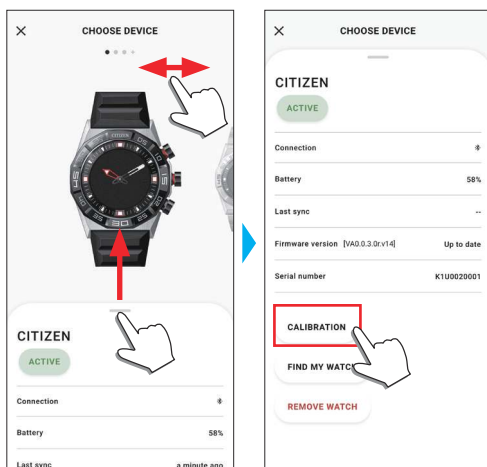 CHOOSE DEVICE
CITIZEN
ACTIVE
Connection
Battery 58%
Last sync a minute ago
CHOOSE DEVICE
CITIZEN
ACTIVE
Connection
Battery 58%
Last sync --
Firmware version [VA0.0.3.0r.v14] Up to date
Serial number K1U0020001
CALIBRATION
FIND MY WATC
REMOVE WATCH